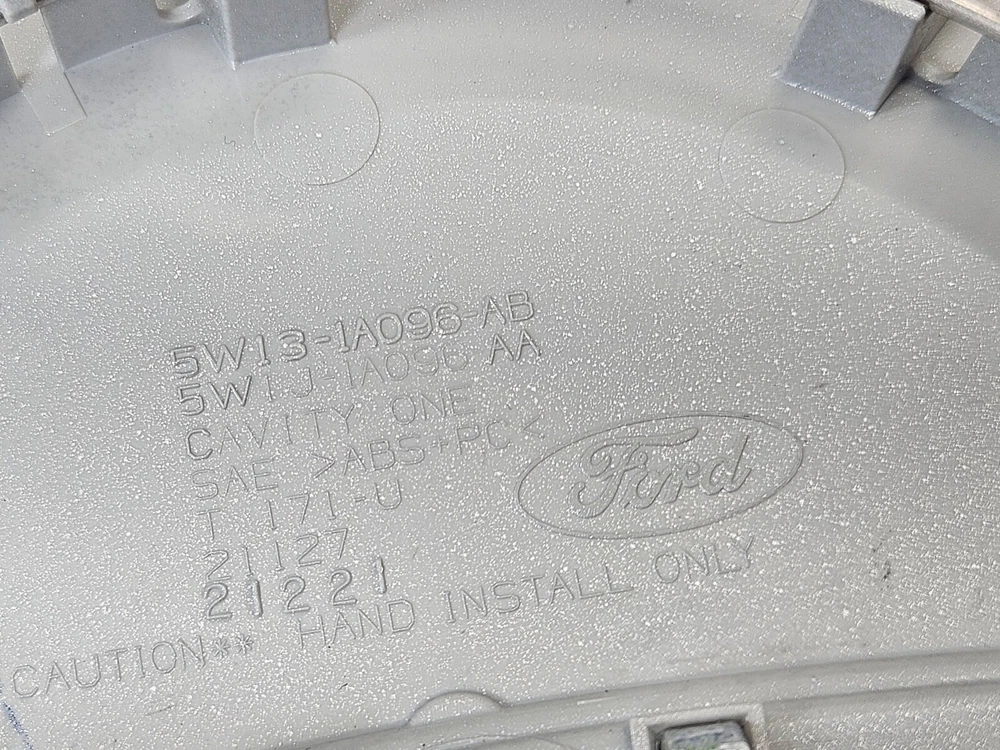 5W13-1A096-AB
5W13-1A096 AA
CAVITY ONE
SAE >ABS+PC<
T 171-U
21127
21221
Ford
CAUTION** HAND INSTALL ONLY